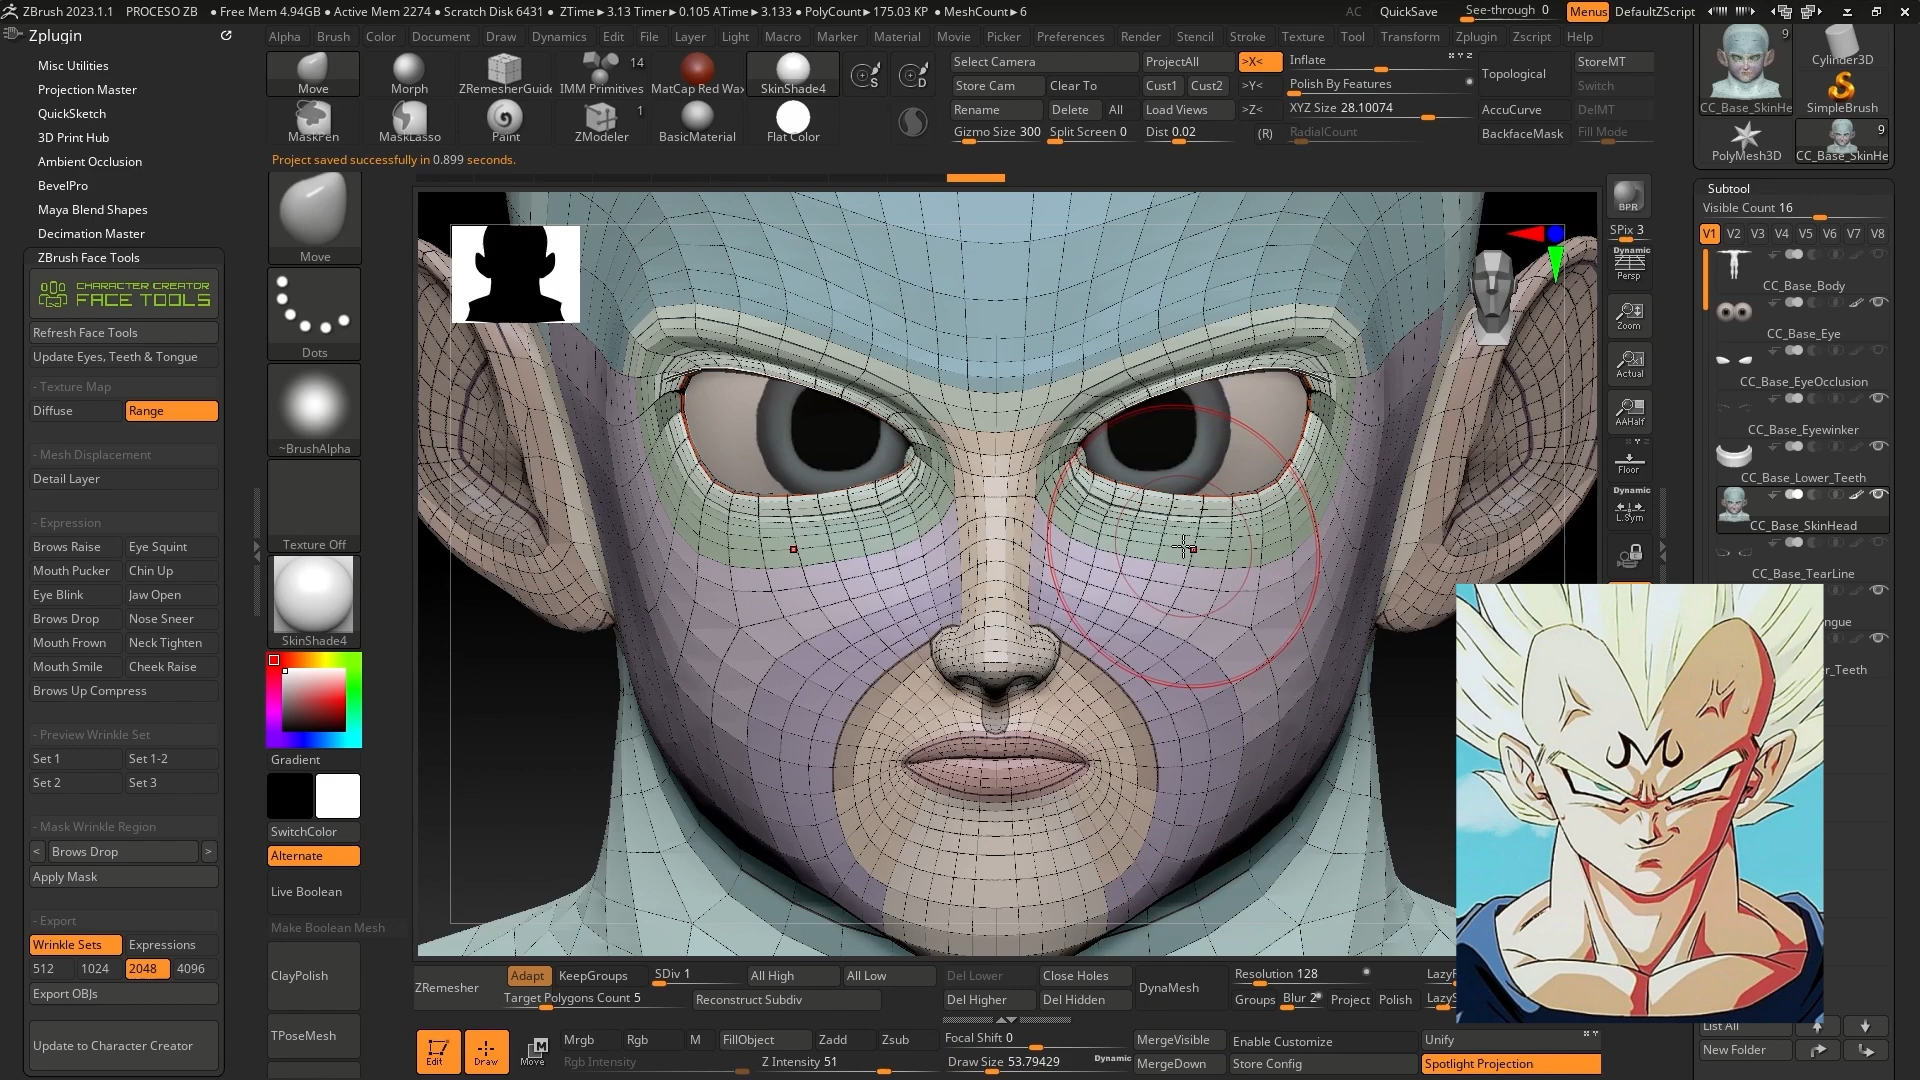 ZBrush 2023.1.1 PROCESO ZB ● Free Mem 4.94GB ● Active Mem 2274 ● Scratch Disk 6431 ● ZTime►3.13 Timer►0.105 ATime►3.133 ● PolyCount►175.03 KP ● MeshCount►6 AC QuickSave See-through 0 Menus DefaultZScript
Zplugin
Alpha Brush Color Document Draw Dynamics Edit File Layer Light Macro Marker Material Movie Picker Preferences Render Stencil Stroke Texture Tool Transform Zplugin Zscript Help
Misc Utilities
Projection Master
QuickSketch
3D Print Hub
Ambient Occlusion
BevelPro
Maya Blend Shapes
Decimation Master
ZBrush Face Tools
CHARACTER CREATOR
FACE TOOLS
Refresh Face Tools
Update Eyes, Teeth & Tongue
- Texture Map
Diffuse Range
- Mesh Displacement
Detail Layer
- Expression
Brows Raise Eye Squint
Mouth Pucker Chin Up
Eye Blink Jaw Open
Brows Drop Nose Sneer
Mouth Frown Neck Tighten
Mouth Smile Cheek Raise
Brows Up Compress
- Preview Wrinkle Set
Set 1 Set 1-2
Set 2 Set 3
- Mask Wrinkle Region
< Brows Drop >
Apply Mask
- Export
Wrinkle Sets Expressions
512 1024 2048 4096
Export OBJs
Update to Character Creator
Move Morph ZRemesherGuide 14 IMM Primitives MatCap Red Wax SkinShade4 S D
MaskPen MaskLasso Paint 1 ZModeler BasicMaterial Flat Color
Select Camera ProjectAll >X< Inflate Topological StoreMT
Store Cam Clear To Cust1 Cust2 >Y< Polish By Features Switch
Rename Delete All Load Views >Z< XYZ Size 28.10074 AccuCurve DelMT
Gizmo Size 300 Split Screen 0 Dist 0.02 (R) RadialCount BackfaceMask Fill Mode
Project saved successfully in 0.899 seconds.
Move
Dots
~BrushAlpha
Texture Off
SkinShade4
Gradient
SwitchColor
Alternate
Live Boolean
Make Boolean Mesh
ClayPolish
TPoseMesh
BPR
SPix 3
Dynamic
Persp
Zoom
Actual
AAHalf
Floor
Dynamic
L.Sym
9
CC_Base_SkinHe Cylinder3D
SimpleBrush
PolyMesh3D 9 CC_Base_SkinHe
Subtool
Visible Count 16
V1 V2 V3 V4 V5 V6 V7 V8
CC_Base_Body
CC_Base_Eye
CC_Base_EyeOcclusion
CC_Base_Eyewinker
CC_Base_Lower_Teeth
CC_Base_SkinHead
CC_Base_TearLine
ngue
r_Teeth
List All
New Folder
ZRemesher Adapt KeepGroups SDiv 1 All High All Low Del Lower Close Holes DynaMesh Resolution 128
Target Polygons Count 5 Reconstruct Subdiv Del Higher Del Hidden Groups Blur 2 Project Polish
Edit Draw Move Mrgb Rgb M FillObject Zadd Zsub Focal Shift 0 MergeVisible Enable Customize Unify
Rgb Intensity Z Intensity 51 Draw Size 53.79429 Dynamic MergeDown Store Config Spotlight Projection